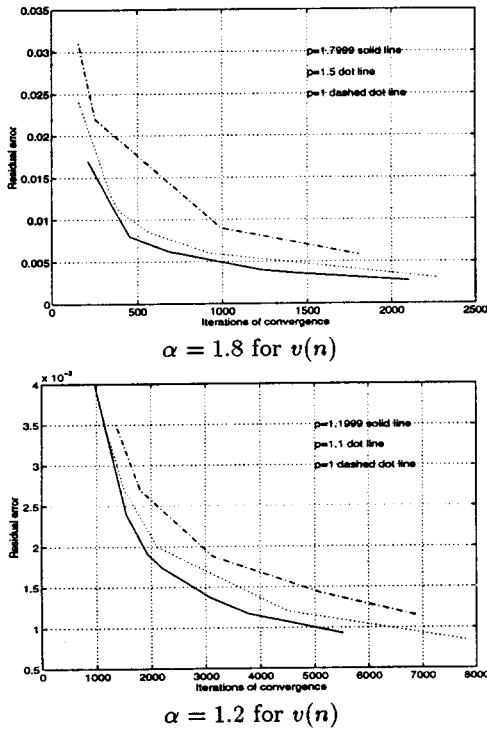 0.035
0.03
0.025
0.02
0.015
0.01
0.005
0
Residual error
p=1.7999 solid line
p=1.5 dot line
p=1 dashed dot line
0 500 1000 1500 2000 2500
Iterations of convergence
α = 1.8 for v(n)
x 10⁻³
4
3.5
3
2.5
2
1.5
1
0.5
Residual error
p=1.1999 solid line
p=1.1 dot line
p=1 dashed dot line
0 1000 2000 3000 4000 5000 6000 7000 8000
Iterations of convergence
α = 1.2 for v(n)